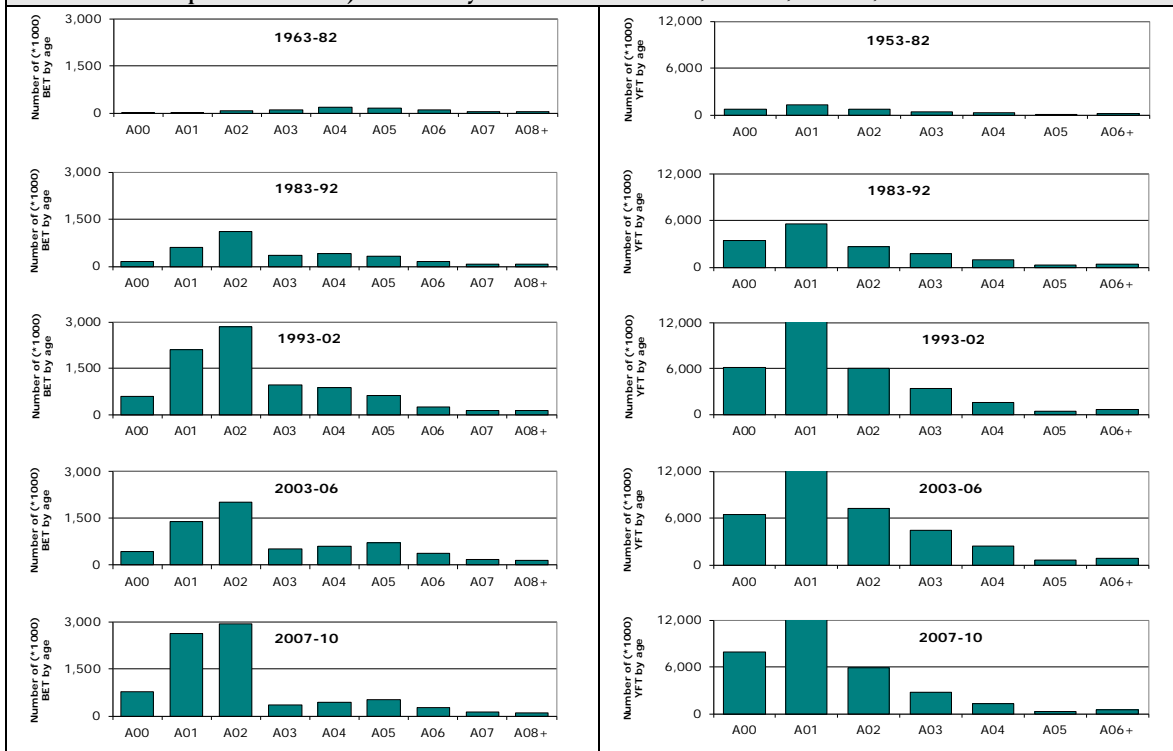 Number of (*1000)
BET by age
3,000
1,500
0
1963-82
A00 A01 A02 A03 A04 A05 A06 A07 A08+
Number of (*1000)
YFT by age
12,000
6,000
0
1953-82
A00 A01 A02 A03 A04 A05 A06+
Number of (*1000)
BET by age
3,000
1,500
0
1983-92
A00 A01 A02 A03 A04 A05 A06 A07 A08+
Number of (*1000)
YFT by age
12,000
6,000
0
1983-92
A00 A01 A02 A03 A04 A05 A06+
Number of (*1000)
BET by age
3,000
1,500
0
1993-02
A00 A01 A02 A03 A04 A05 A06 A07 A08+
Number of (*1000)
YFT by age
12,000
6,000
0
1993-02
A00 A01 A02 A03 A04 A05 A06+
Number of (*1000)
BET by age
3,000
1,500
0
2003-06
A00 A01 A02 A03 A04 A05 A06 A07 A08+
Number of (*1000)
YFT by age
12,000
6,000
0
2003-06
A00 A01 A02 A03 A04 A05 A06+
Number of (*1000)
BET by age
3,000
1,500
0
2007-10
A00 A01 A02 A03 A04 A05 A06 A07 A08+
Number of (*1000)
YFT by age
12,000
6,000
0
2007-10
A00 A01 A02 A03 A04 A05 A06+